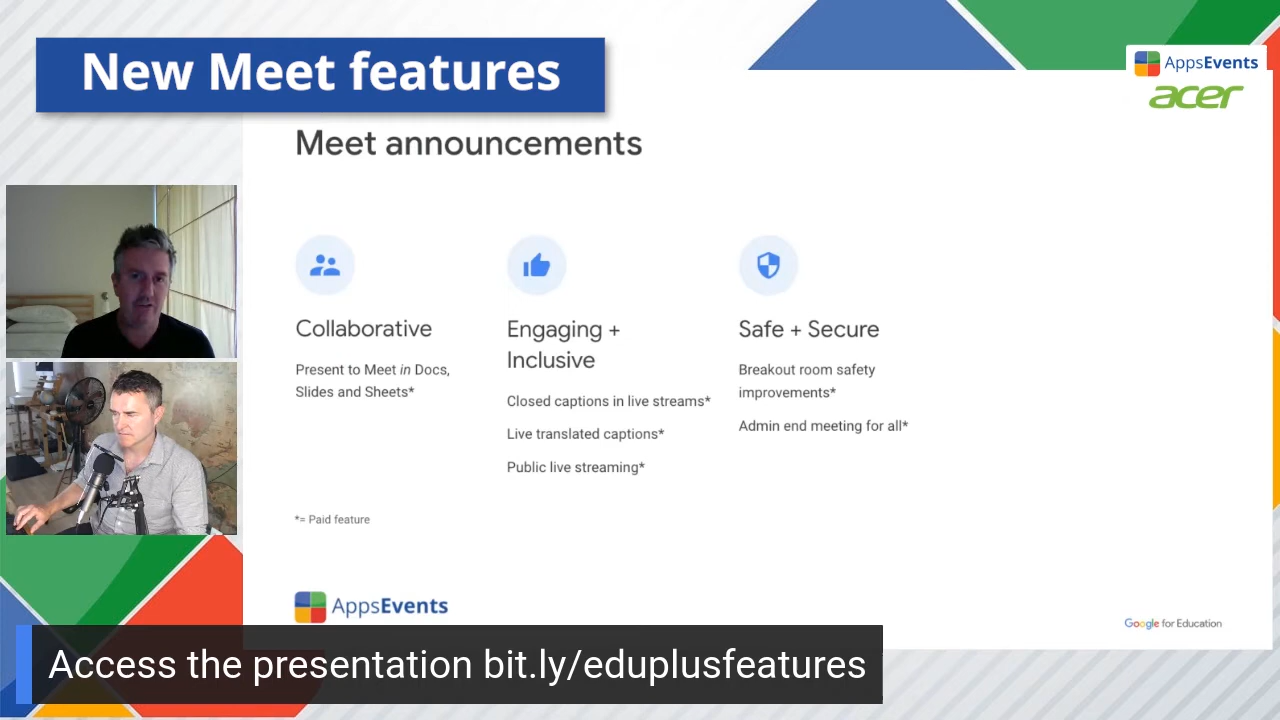 New Meet features
AppsEvents
acer
Meet announcements
Collaborative
Present to Meet in Docs,
Slides and Sheets*
Engaging +
Inclusive
Closed captions in live streams*
Live translated captions*
Public live streaming*
Safe + Secure
Breakout room safety
improvements*
Admin end meeting for all*
*= Paid feature
AppsEvents
Google for Education
Access the presentation bit.ly/eduplusfeatures